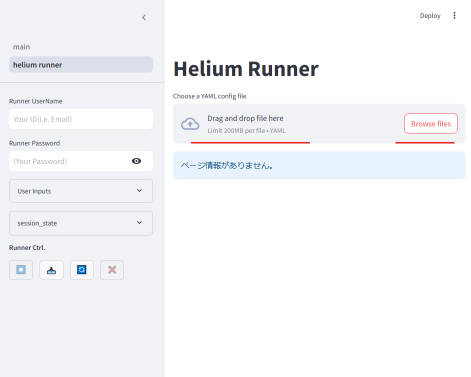 Deploy
main
helium runner
Runner UserName
Your ID(i.e. Email)
Runner Password
(Your Password)
User Inputs
session_state
Runner Ctrl.
Helium Runner
Choose a YAML config file
Drag and drop file here
Limit 200MB per file • YAML
Browse files
ページ情報がありません。